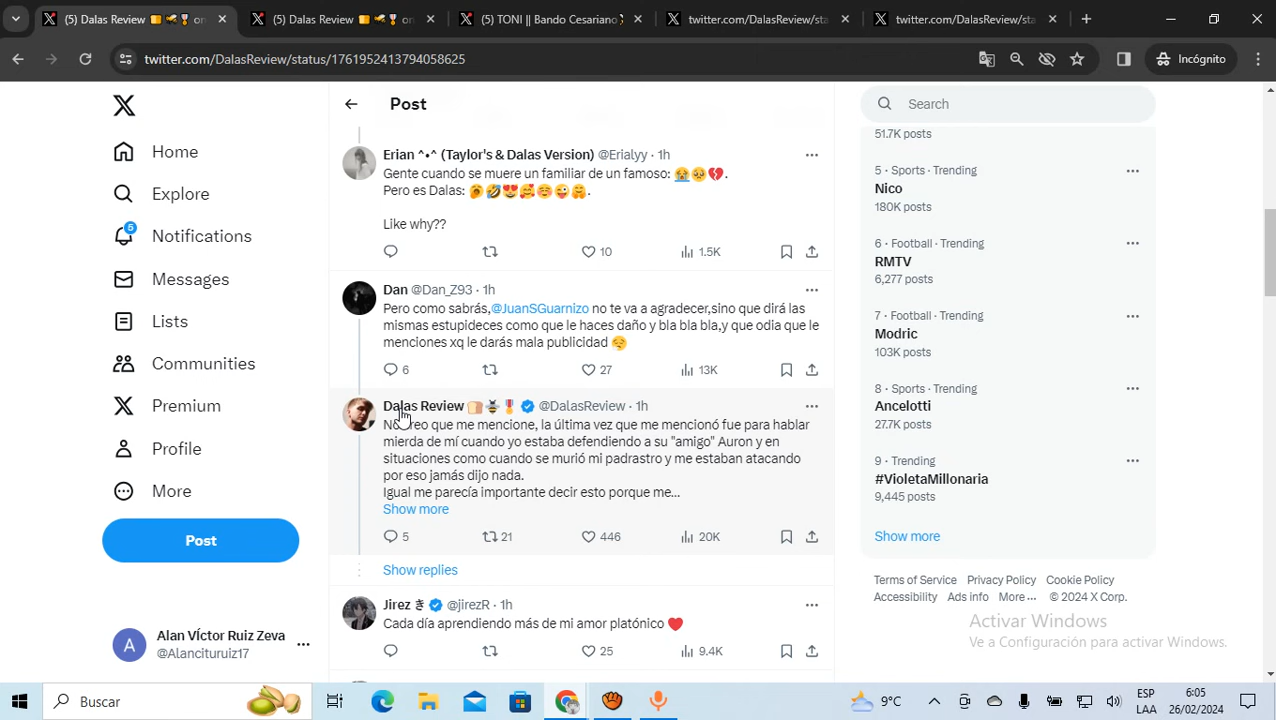 (5) Dalas Review on
(5) Dalas Review on
(5) TONI || Bando Cesariano
twitter.com/DalasReview/sta
twitter.com/DalasReview/sta
twitter.com/DalasReview/status/1761952413794058625
Incógnito
Home
Explore
5
Notifications
Messages
Lists
Communities
Premium
Profile
More
Post
Alan VÍctor Ruiz Zeva
@Alancituruiz17
Post
Erian ^•^ (Taylor's & Dalas Version) @Erialyy · 1h
Gente cuando se muere un familiar de un famoso: 😭🥺💔.
Pero es Dalas: 🥱🤣😍🥰☺️😜🤗.
Like why??
10 1.5K
Dan @Dan_Z93 · 1h
Pero como sabrás,@JuanSGuarnizo no te va a agradecer,sino que dirá las
mismas estupideces como que le haces daño y bla bla bla,y que odia que le
menciones xq le darás mala publicidad 😔
6 27 13K
Dalas Review 🍞🐝🎖️ @DalasReview · 1h
No creo que me mencione, la última vez que me mencionó fue para hablar
mierda de mí cuando yo estaba defendiendo a su "amigo" Auron y en
situaciones como cuando se murió mi padrastro y me estaban atacando
por eso jamás dijo nada.
Igual me parecía importante decir esto porque me...
Show more
5 21 446 20K
Show replies
Jirez き @jirezR · 1h
Cada día aprendiendo más de mi amor platónico ❤️
25 9.4K
Search
51.7K posts
5 · Sports · Trending
Nico
180K posts
6 · Football · Trending
RMTV
6,277 posts
7 · Football · Trending
Modric
103K posts
8 · Sports · Trending
Ancelotti
27.7K posts
9 · Trending
#VioletaMillonaria
9,445 posts
Show more
Terms of Service Privacy Policy Cookie Policy
Accessibility Ads info More ··· © 2024 X Corp.
Activar Windows
Ve a Configuración para activar Windows.
Buscar
9°C
ESP
LAA
6:05
26/02/2024